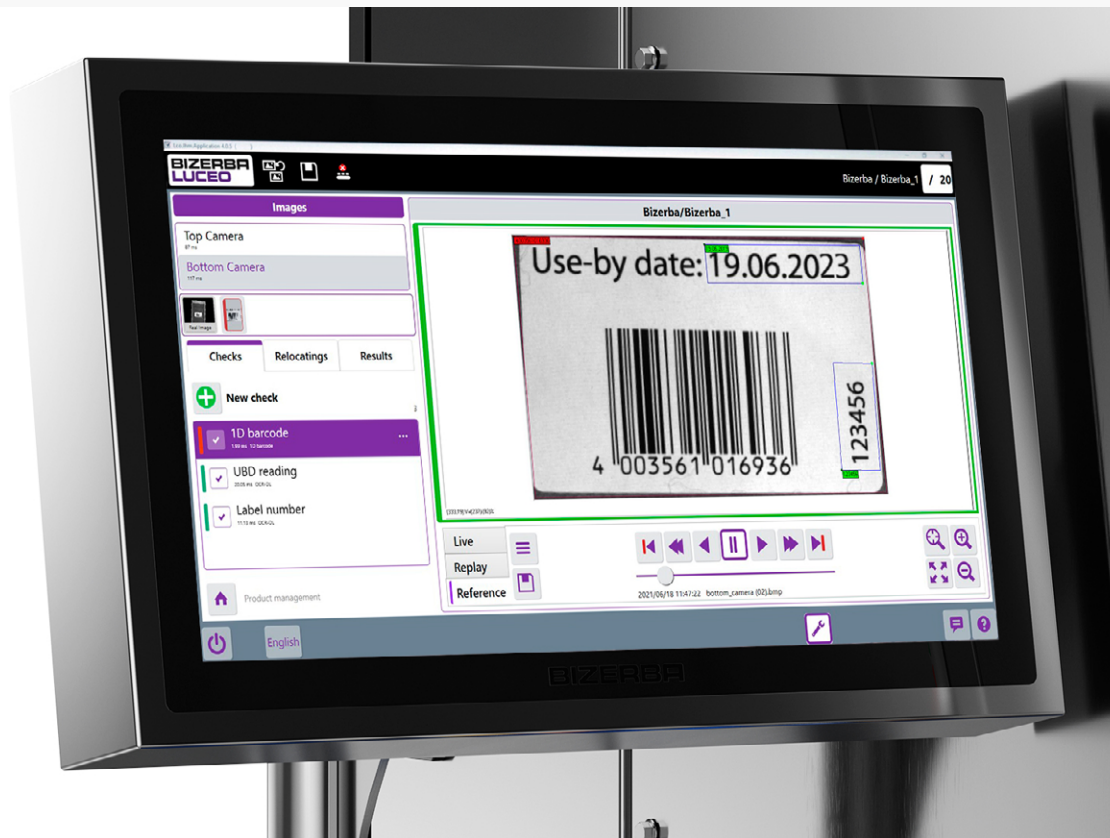 BIZERBA
LUCEO
Bizerba / Bizerba_1 / 20
Images
Bizerba/Bizerba_1
Top Camera
Bottom Camera
Use-by date: 19.06.2023
123456
4 003561 016936
Checks Relocatings Results
New check
1D barcode
UBD reading
Label number
Live
Replay
Reference
2021/06/18 11:47:22 bottom_camera (02).bmp
Product management
English
BIZERBA